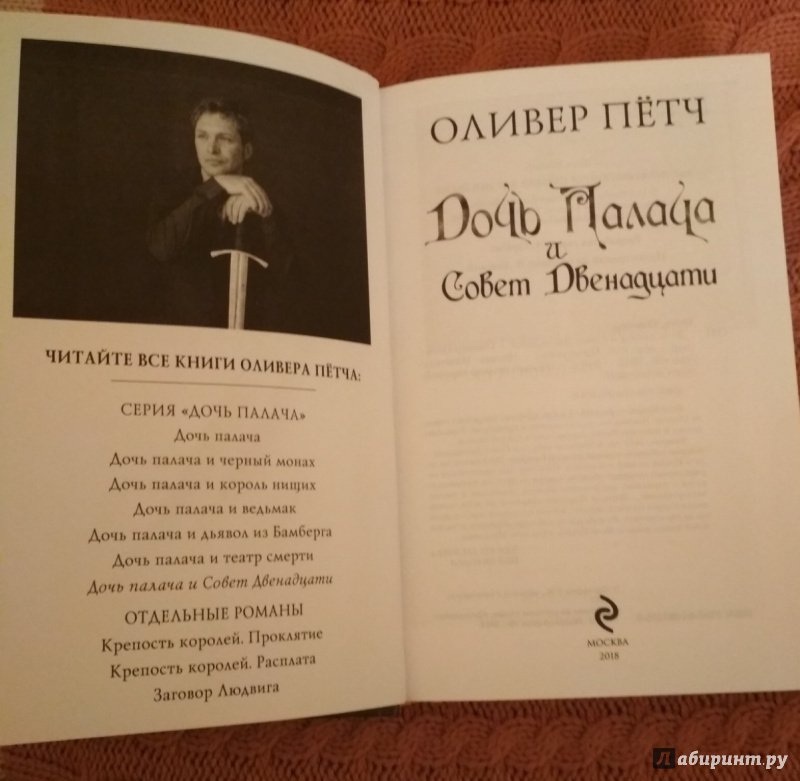 ЧИТАЙТЕ ВСЕ КНИГИ ОЛИВЕРА ПЁТЧА:
СЕРИЯ «ДОЧЬ ПАЛАЧА»
Дочь палача
Дочь палача и черный монах
Дочь палача и король нищих
Дочь палача и ведьмак
Дочь палача и дьявол из Бамберга
Дочь палача и театр смерти
Дочь палача и Совет Двенадцати
ОТДЕЛЬНЫЕ РОМАНЫ
Крепость королей. Проклятие
Крепость королей. Расплата
Заговор Людвига
ОЛИВЕР ПЁТЧ
Дочь Палача
и
Совет Двенадцати
МОСКВА
2018
Лабиринт.ру